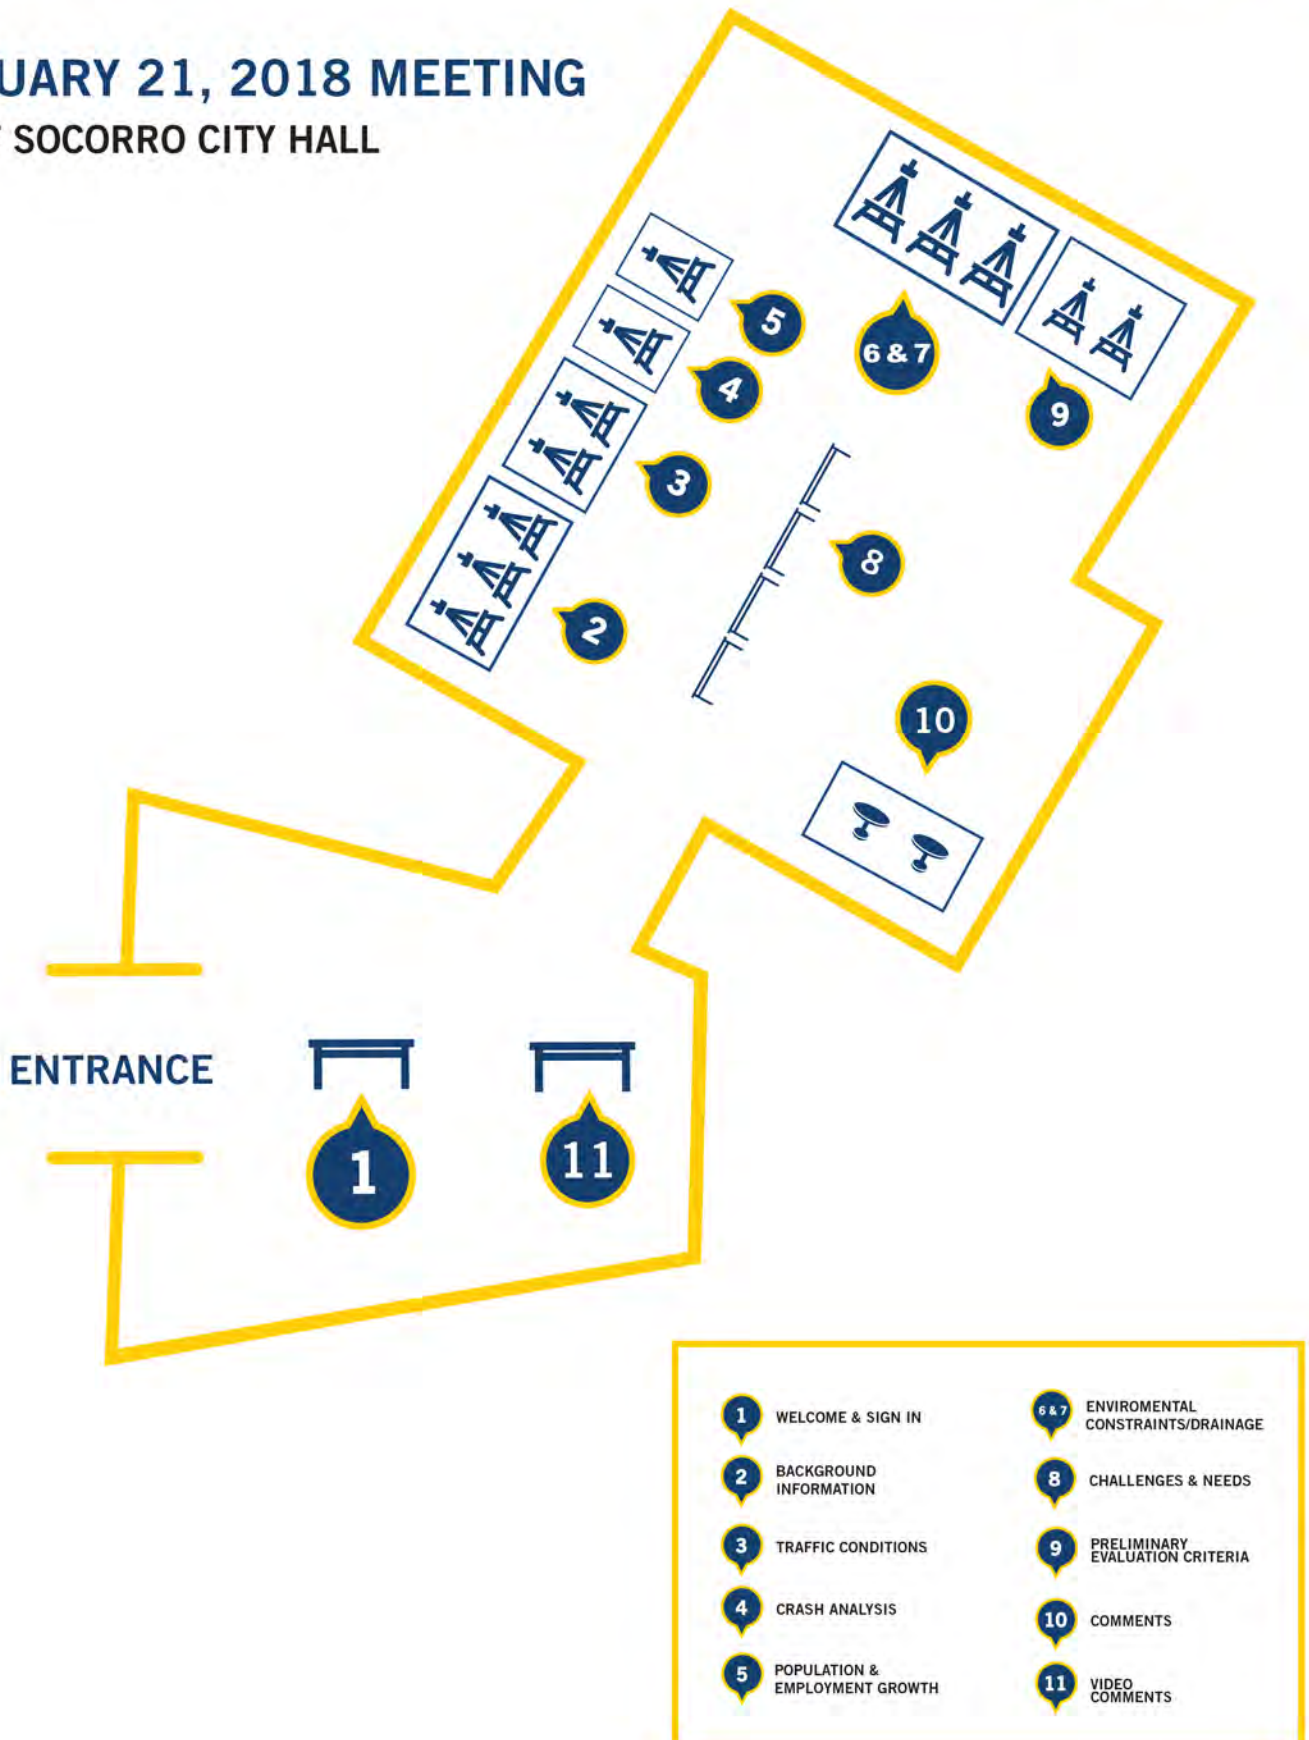 UARY 21, 2018 MEETING
SOCORRO CITY HALL
5
6 & 7
4
9
3
8
2
10
ENTRANCE
1
11
1 WELCOME & SIGN IN
2 BACKGROUND
INFORMATION
3 TRAFFIC CONDITIONS
4 CRASH ANALYSIS
5 POPULATION &
EMPLOYMENT GROWTH
6 & 7 ENVIROMENTAL
CONSTRAINTS/DRAINAGE
8 CHALLENGES & NEEDS
9 PRELIMINARY
EVALUATION CRITERIA
10 COMMENTS
11 VIDEO
COMMENTS